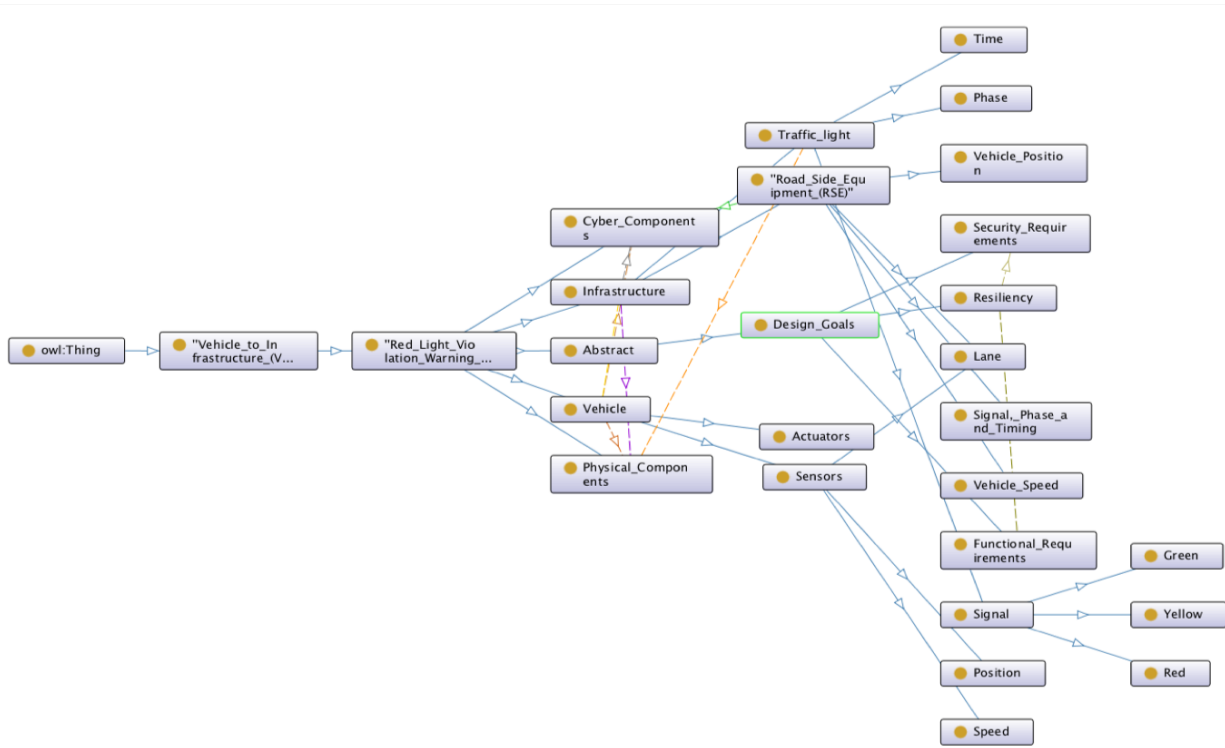 Time
Phase
Traffic_light
Vehicle_Positio
n
"Road_Side_Equ
ipment_(RSE)"
Cyber_Component
s
Security_Requir
ements
Infrastructure
Resiliency
Design_Goals
owl:Thing
"Vehicle_to_In
frastructure_(V...
"Red_Light_Vio
lation_Warning_...
Abstract
Lane
Vehicle
Signal,_Phase_a
nd_Timing
Actuators
Physical_Compon
ents
Sensors
Vehicle_Speed
Functional_Requ
irements
Green
Signal
Yellow
Position
Red
Speed